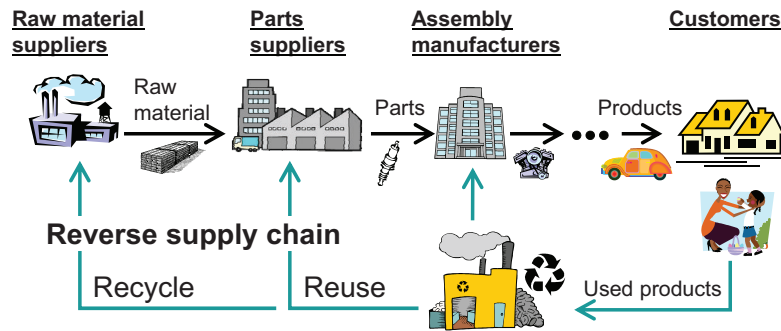 Raw material
suppliers
Parts
suppliers
Assembly
manufacturers
Customers
Raw
material
Parts
Products
Reverse supply chain
Recycle
Reuse
Used products